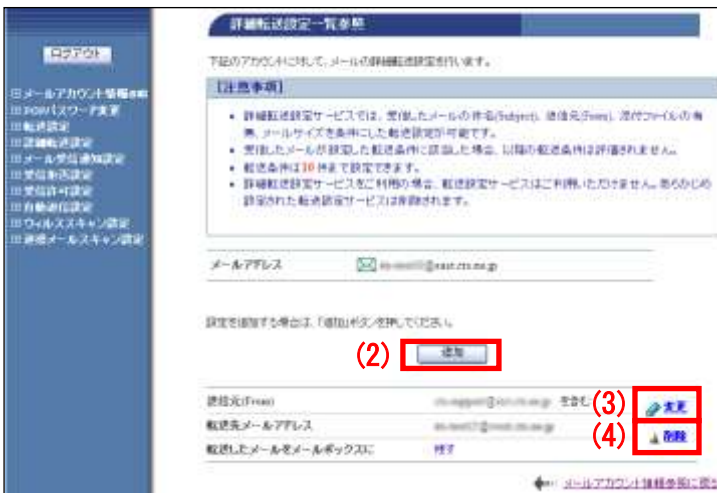 詳細転送設定一覧参照
ログアウト
下記のアカウントに対して、メールの詳細転送設定を行います。
【注意事項】
メールアカウント情報参照
POPパスワード変更
転送設定
詳細転送設定
メール受信通知設定
受信拒否設定
受信許可設定
自動返信設定
ウィルススキャン設定
迷惑メールスキャン設定
• 詳細転送設定サービスでは、受信したメールの件名(Subject)、送信元(From)、添付ファイルの有
無、メールサイズを条件にした転送設定が可能です。
• 受信したメールが設定した転送条件に該当した場合、以降の転送条件は評価されません。
• 転送条件は10件まで設定できます。
• 詳細転送設定サービスをご利用の場合、転送設定サービスはご利用いただけません。あらかじめ
設定された転送設定サービスは削除されます。
メールアドレス
設定を追加する場合は、「追加」ボタンを押してください。
(2) 追加
送信元(From) を含む (3) 変更
転送先メールアドレス
(4) 削除
転送したメールをメールボックスに 残す
メールアカウント情報参照に戻る